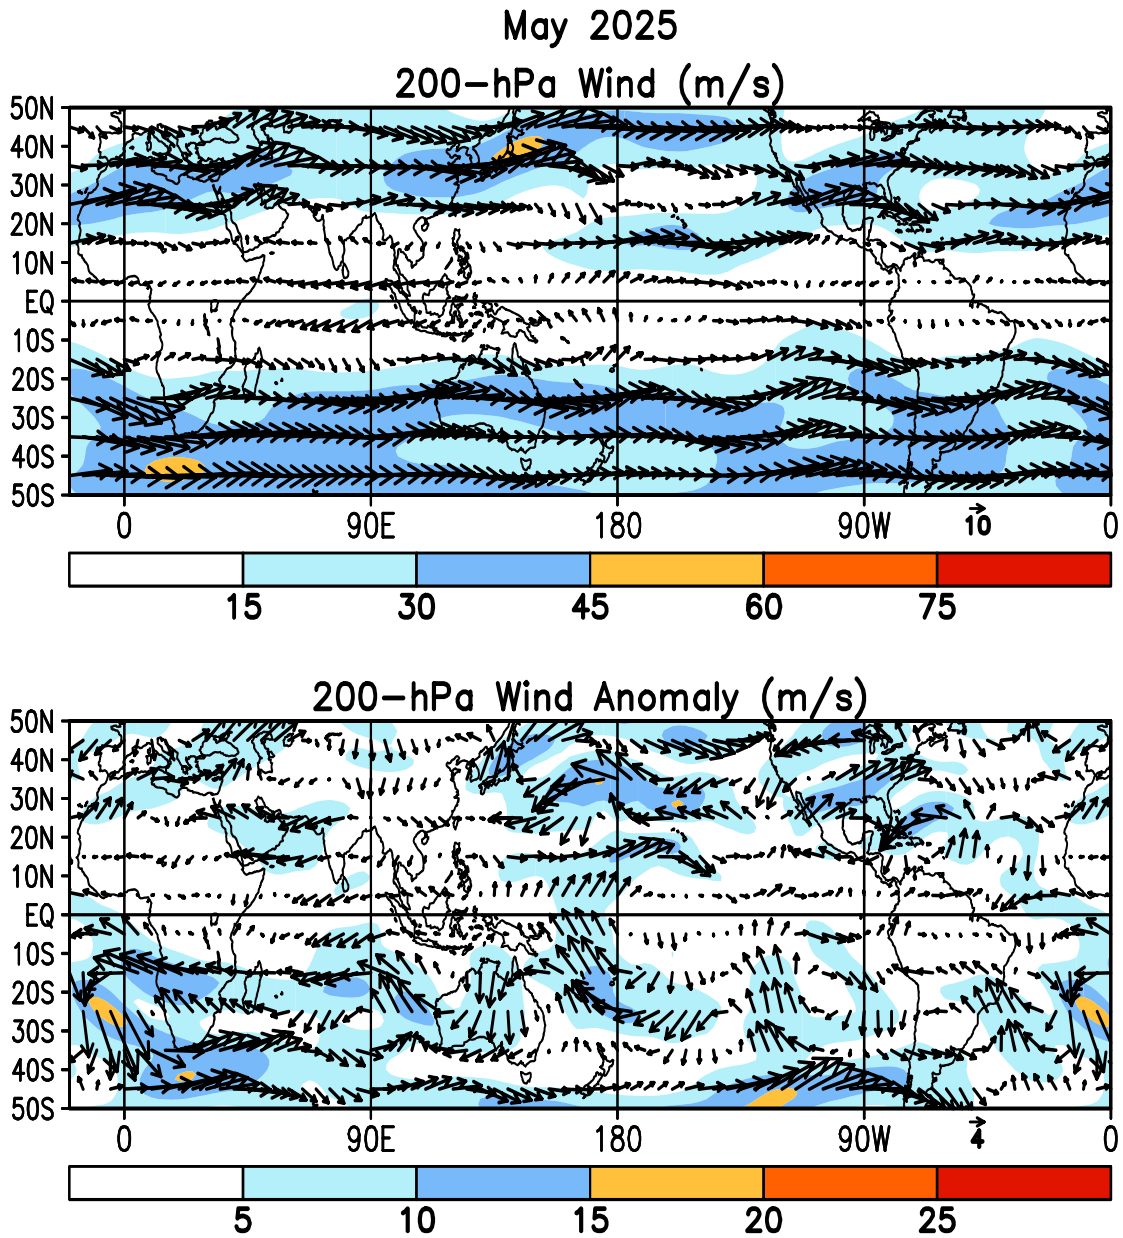 May 2025
200-hPa Wind (m/s)
50N
40N
30N
20N
10N
EQ
10S
20S
30S
40S
50S
0 90E 180 90W 10 0
15 30 45 60 75
200-hPa Wind Anomaly (m/s)
50N
40N
30N
20N
10N
EQ
10S
20S
30S
40S
50S
0 90E 180 90W 4 0
5 10 15 20 25